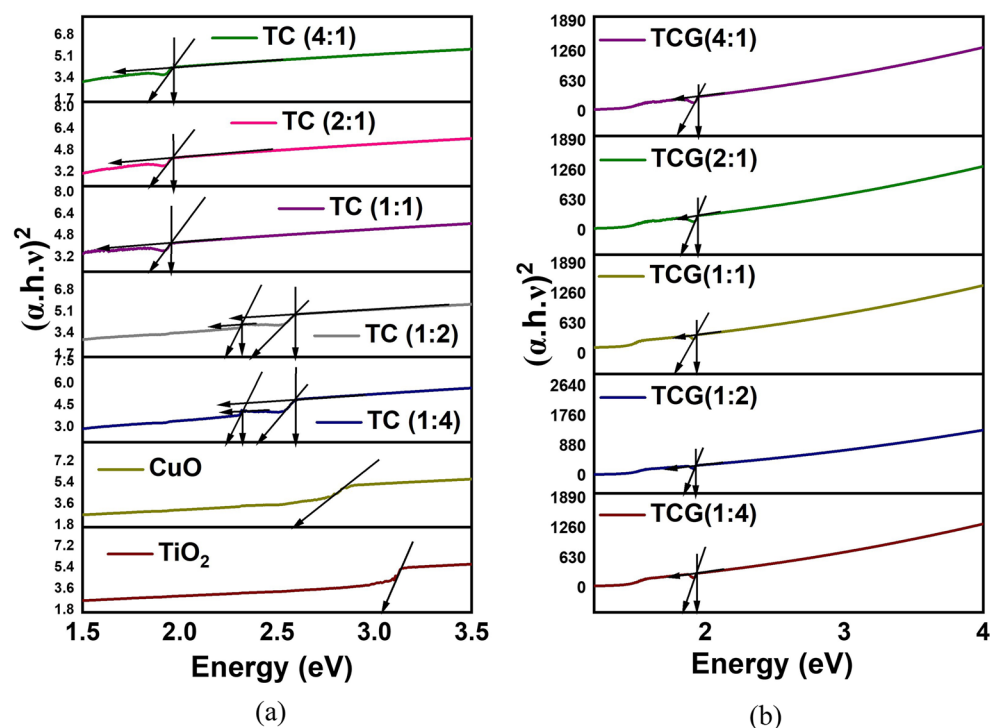 6.8
5.1
3.4
1.7
TC (4:1)
8.0
6.4
4.8
3.2
TC (2:1)
8.0
6.4
4.8
3.2
TC (1:1)
6.8
5.1
3.4
1.7
TC (1:2)
7.5
6.0
4.5
3.0
TC (1:4)
7.2
5.4
3.6
1.8
CuO
7.2
5.4
3.6
1.8
TiO₂
(α.h.ν)²
1.5 2.0 2.5 3.0 3.5
Energy (eV)
(a)
1890
1260
630
0
TCG(4:1)
1890
1260
630
0
TCG(2:1)
1890
1260
630
0
TCG(1:1)
2640
1760
880
0
TCG(1:2)
1890
1260
630
0
TCG(1:4)
(α.h.ν)²
2 3 4
Energy (eV)
(b)